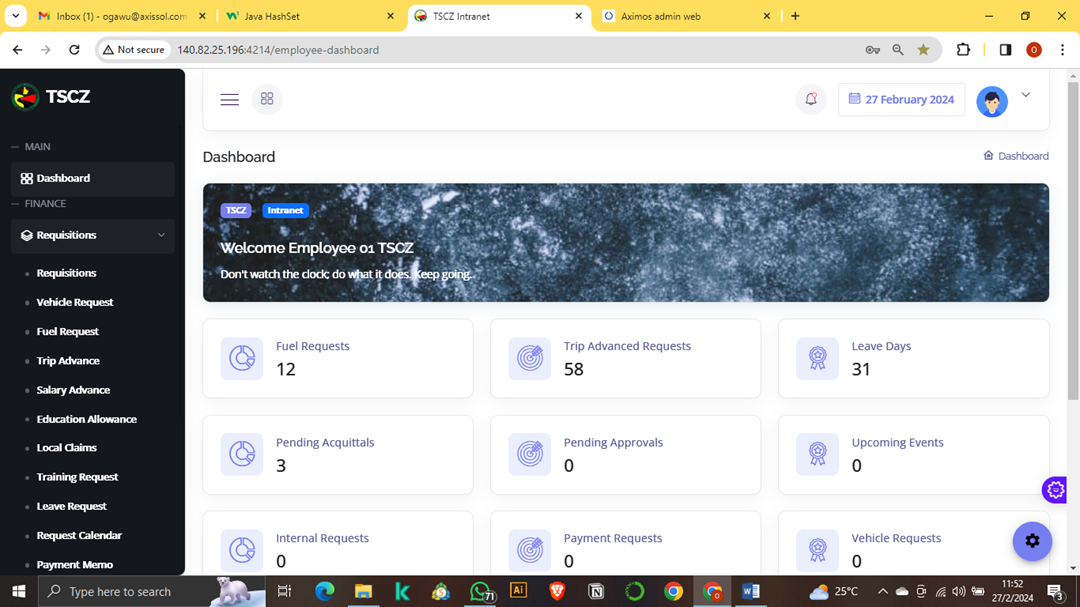 Inbox (1) - ogawu@axissol.com
Java HashSet
TSCZ Intranet
Aximos admin web
Not secure
140.82.25.196:4214/employee-dashboard
O
TSCZ
27 February 2024
MAIN
Dashboard
FINANCE
Requisitions
Requisitions
Vehicle Request
Fuel Request
Trip Advance
Salary Advance
Education Allowance
Local Claims
Training Request
Leave Request
Request Calendar
Payment Memo
Dashboard
Dashboard
TSCZ Intranet
Welcome Employee 01 TSCZ
Don't watch the clock; do what it does. Keep going..
Fuel Requests
12
Trip Advanced Requests
58
Leave Days
31
Pending Acquittals
3
Pending Approvals
0
Upcoming Events
0
Internal Requests
0
Payment Requests
0
Vehicle Requests
0
Type here to search
71
Ai
25°C
11:52
27/2/2024
3